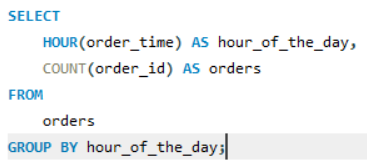 SELECT
HOUR(order_time) AS hour_of_the_day,
COUNT(order_id) AS orders
FROM
orders
GROUP BY hour_of_the_day;